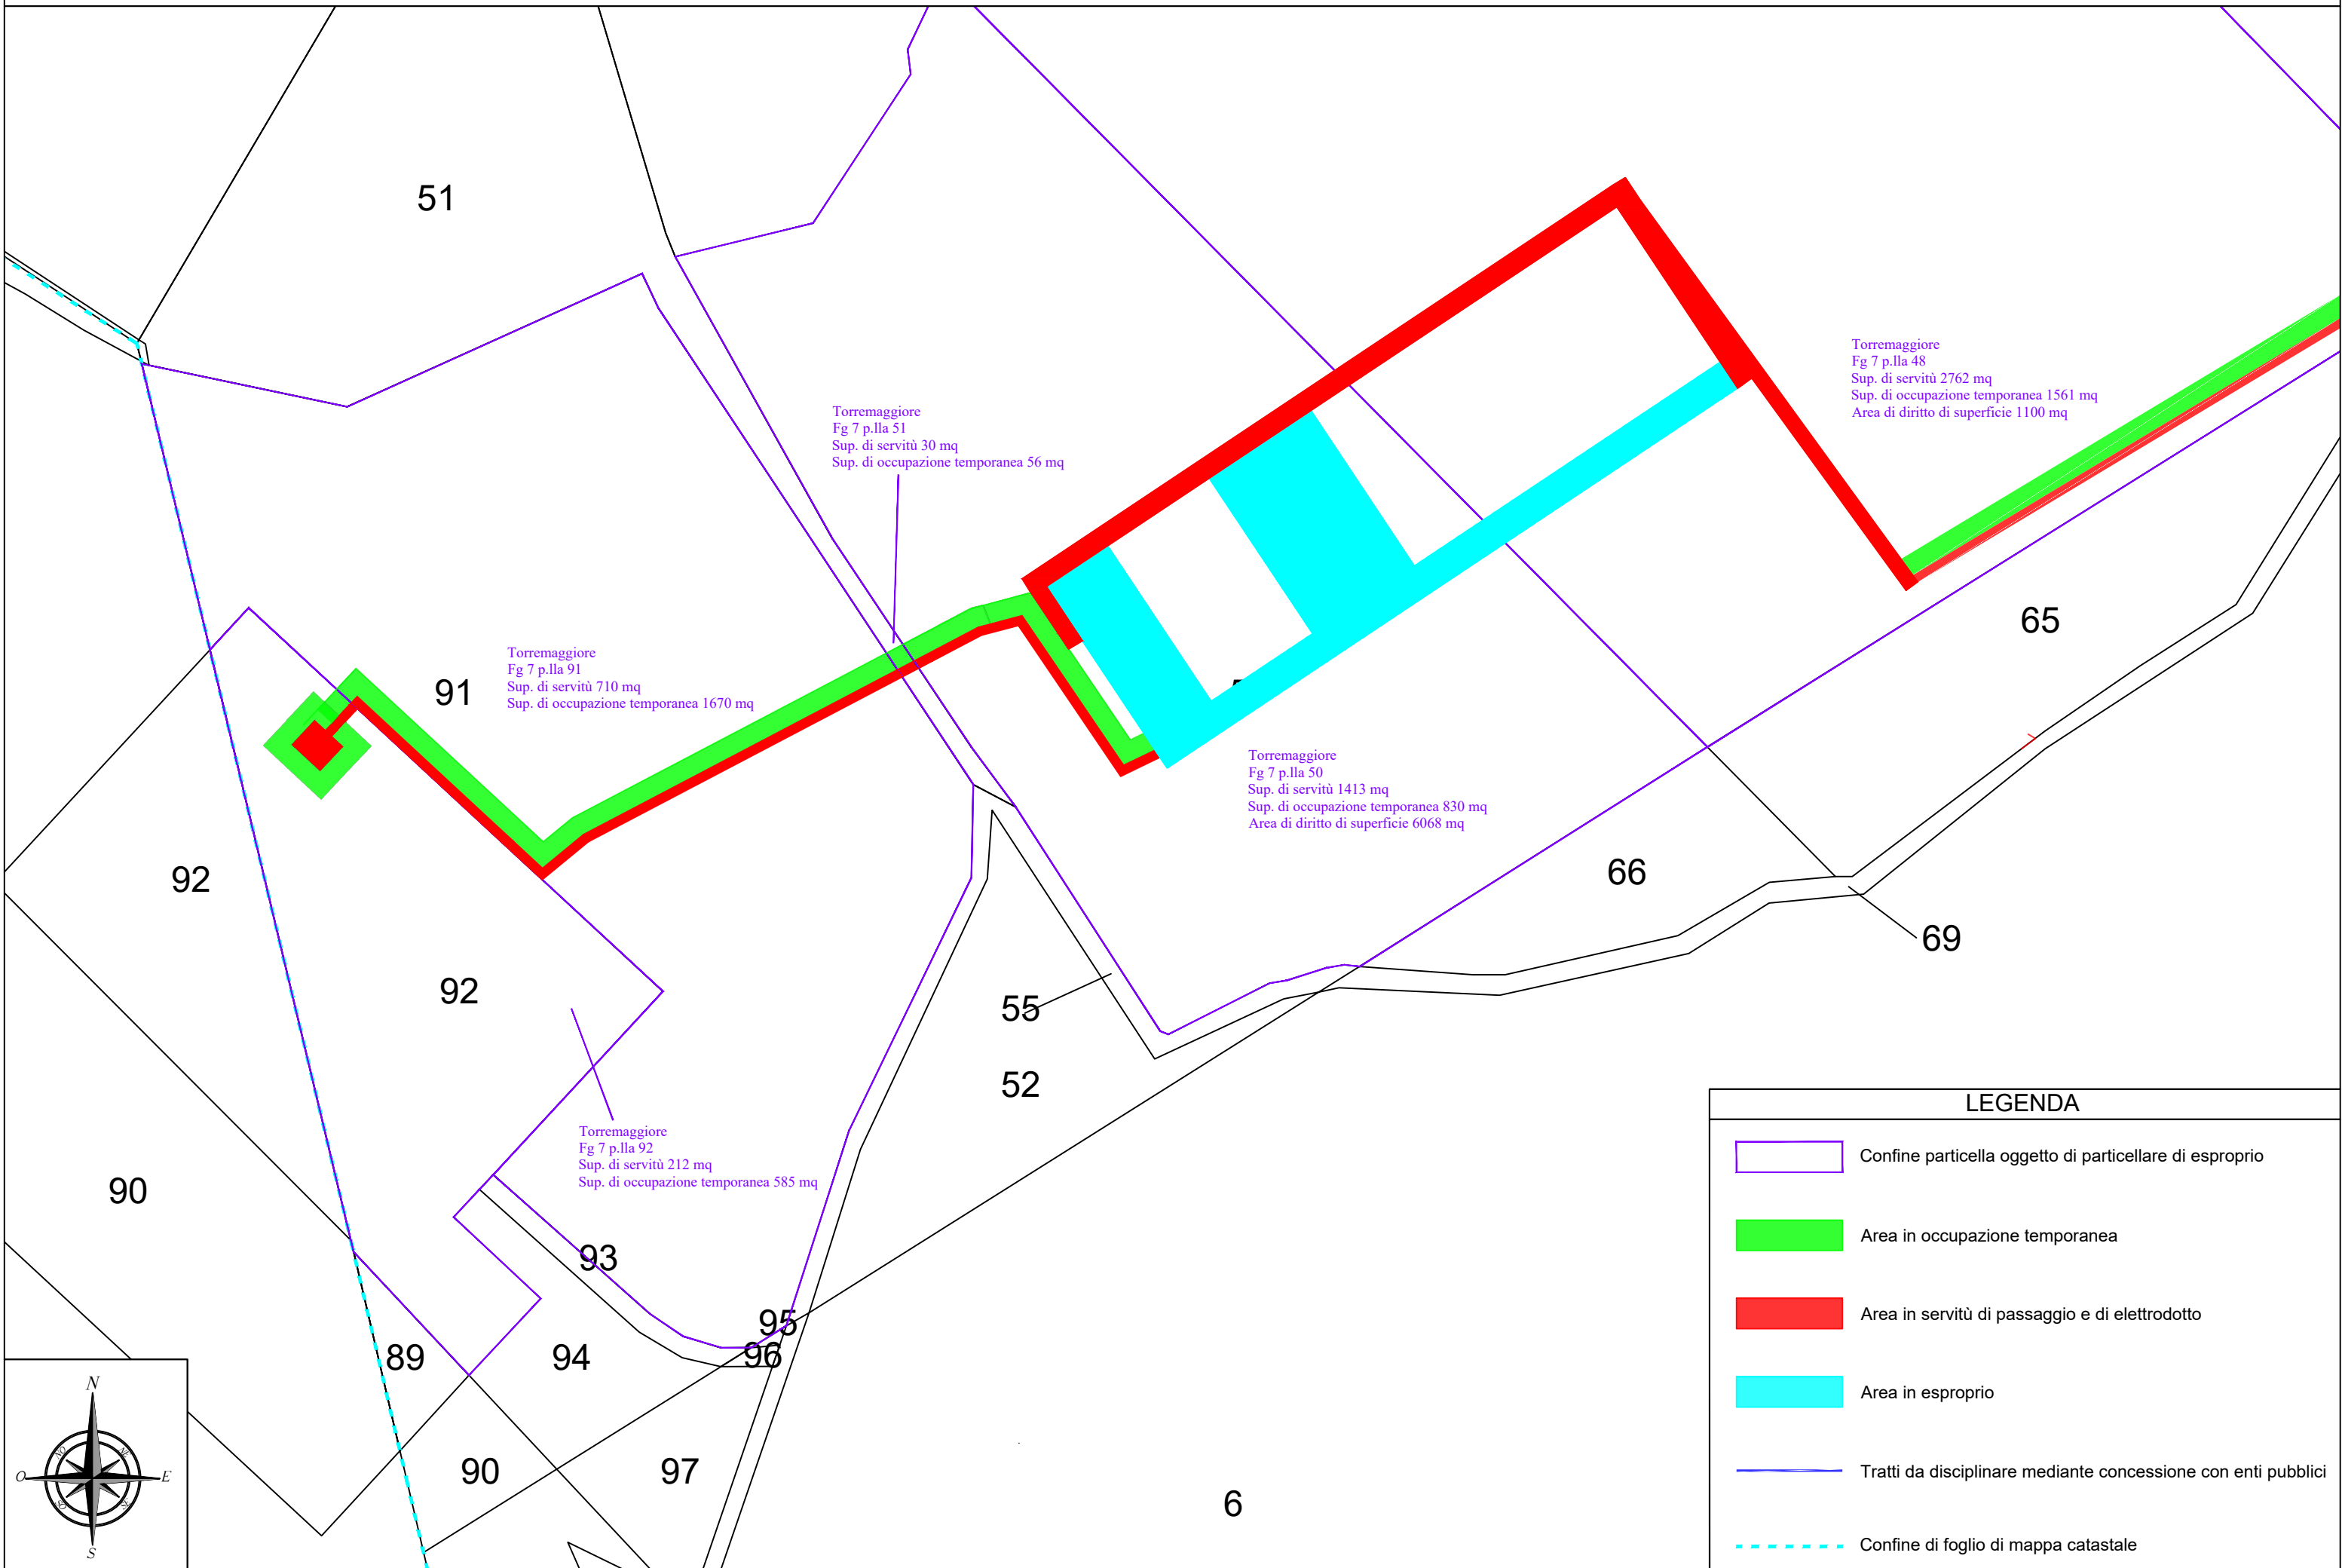 51
Torremaggiore
Fg 7 p.lla 48
Sup. di servitù 2762 mq
Sup. di occupazione temporanea 1561 mq
Area di diritto di superficie 1100 mq
Torremaggiore
Fg 7 p.lla 51
Sup. di servitù 30 mq
Sup. di occupazione temporanea 56 mq
65
Torremaggiore
Fg 7 p.lla 91
Sup. di servitù 710 mq
Sup. di occupazione temporanea 1670 mq
91
Torremaggiore
Fg 7 p.lla 50
Sup. di servitù 1413 mq
Sup. di occupazione temporanea 830 mq
Area di diritto di superficie 6068 mq
92
66
69
92
55
52
Torremaggiore
Fg 7 p.lla 92
Sup. di servitù 212 mq
Sup. di occupazione temporanea 585 mq
90
93
95
96
89
94
90
97
6
LEGENDA
Confine particella oggetto di particellare di esproprio
Area in occupazione temporanea
Area in servitù di passaggio e di elettrodotto
Area in esproprio
Tratti da disciplinare mediante concessione con enti pubblici
Confine di foglio di mappa catastale
N
NO
NE
O
E
S